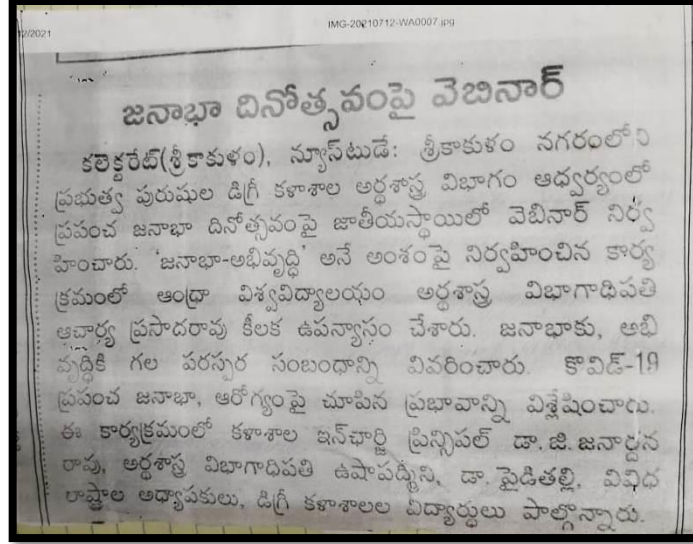 12/2021
IMG-20210712-WA0007.jpg
జనాభా దినోత్సవంపై వెబినార్
కలెక్టరేట్(శ్రీకాకుళం), న్యూస్‌టుడే: శ్రీకాకుళం నగరంలోని
ప్రభుత్వ పురుషుల డిగ్రీ కళాశాల అర్థశాస్త్ర విభాగం ఆధ్వర్యంలో
ప్రపంచ జనాభా దినోత్సవంపై జాతీయస్థాయిలో వెబినార్ నిర్వ
హించారు. 'జనాభా-అభివృద్ధి' అనే అంశంపై నిర్వహించిన కార్య
క్రమంలో ఆంధ్రా విశ్వవిద్యాలయం అర్థశాస్త్ర విభాగాధిపతి
ఆచార్య ప్రసాదరావు కీలక ఉపన్యాసం చేశారు. జనాభాకు, అభి
వృద్ధికి గల పరస్పర సంబంధాన్ని వివరించారు. కొవిడ్-19
ప్రపంచ జనాభా, ఆరోగ్యంపై చూపిన ప్రభావాన్ని విశ్లేషించారు.
ఈ కార్యక్రమంలో కళాశాల ఇన్‌ఛార్జి ప్రిన్సిపల్ డా.జి.జనార్దన
రావు, అర్థశాస్త్ర విభాగాధిపతి ఉషాపద్మిని, డా. పైడితల్లి, వివిధ
రాష్ట్రాల అధ్యాపకులు, డిగ్రీ కళాశాలల విద్యార్థులు పాల్గొన్నారు.